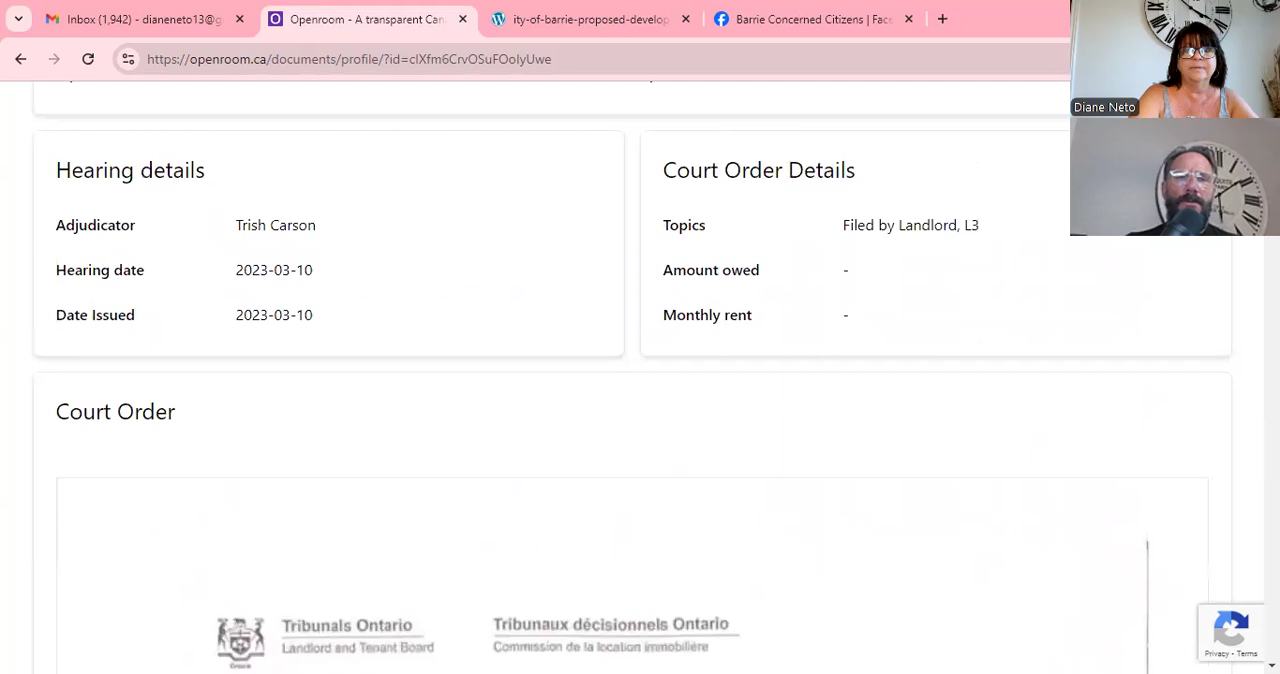 Inbox (1,942) - dianeneto13@g
Openroom - A transparent Can
ity-of-barrie-proposed-develop
Barrie Concerned Citizens | Face
https://openroom.ca/documents/profile/?id=clXfm6CrvOSuFOolyUwe
Diane Neto
Hearing details
Adjudicator Trish Carson
Hearing date 2023-03-10
Date Issued 2023-03-10
Court Order Details
Topics Filed by Landlord, L3
Amount owed -
Monthly rent -
Court Order
Tribunals Ontario
Landlord and Tenant Board
Tribunaux décisionnels Ontario
Commission de la location immobilière
Privacy - Terms